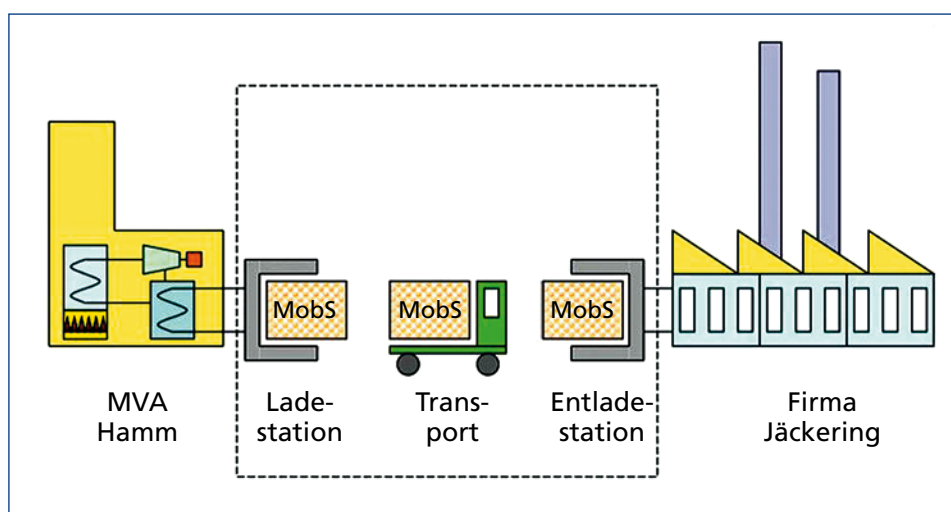 MobS
MobS
MobS
MVA
Hamm
Lade-
station
Trans-
port
Entlade-
station
Firma
Jäckering